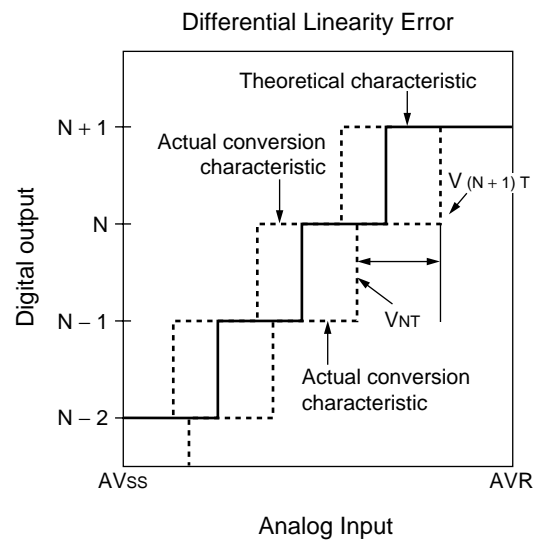 Differential Linearity Error
Theoretical characteristic
N + 1
Actual conversion
characteristic
V (N + 1) T
N
Digital output
N – 1
VNT
Actual conversion
characteristic
N – 2
AVSS
AVR
Analog Input